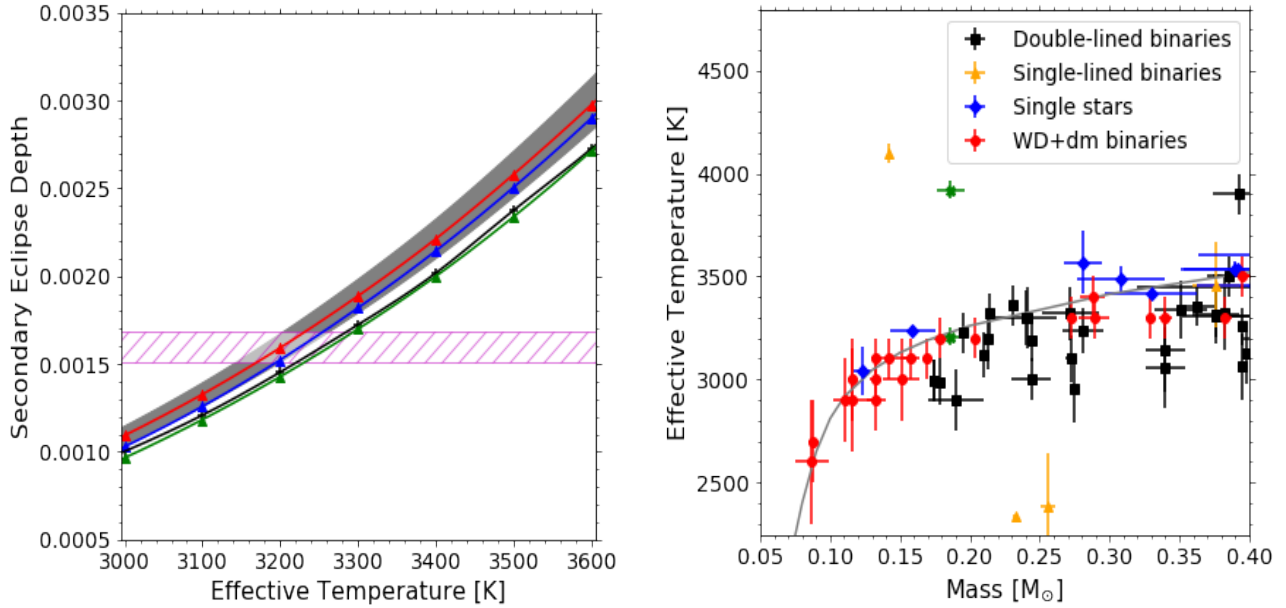 0.0035
0.0030
0.0025
0.0020
0.0015
0.0010
0.0005
Secondary Eclipse Depth
3000 3100 3200 3300 3400 3500 3600
Effective Temperature [K]
Double-lined binaries
Single-lined binaries
Single stars
WD+dm binaries
4500
4000
3500
3000
2500
Effective Temperature [K]
0.05 0.10 0.15 0.20 0.25 0.30 0.35 0.40
Mass [M⊙]